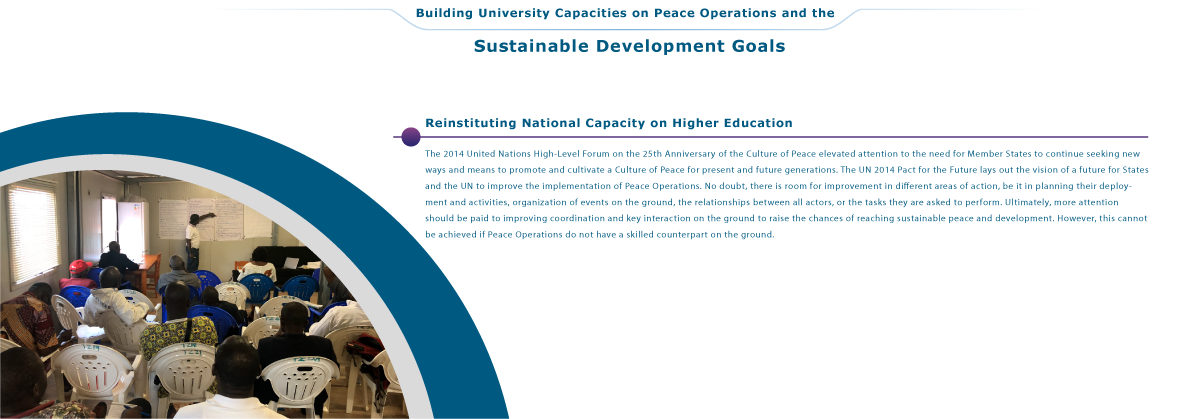 Building University Capacities on Peace Operations and the
Sustainable Development Goals
Reinstituting National Capacity on Higher Education
The 2014 United Nations High-Level Forum on the 25th Anniversary of the Culture of Peace elevated attention to the need for Member States to continue seeking new
ways and means to promote and cultivate a Culture of Peace for present and future generations. The UN 2014 Pact for the Future lays out the vision of a future for States
and the UN to improve the implementation of Peace Operations. No doubt, there is room for improvement in different areas of action, be it in planning their deploy-
ment and activities, organization of events on the ground, the relationships between all actors, or the tasks they are asked to perform. Ultimately, more attention
should be paid to improving coordination and key interaction on the ground to raise the chances of reaching sustainable peace and development. However, this cannot
be achieved if Peace Operations do not have a skilled counterpart on the ground.